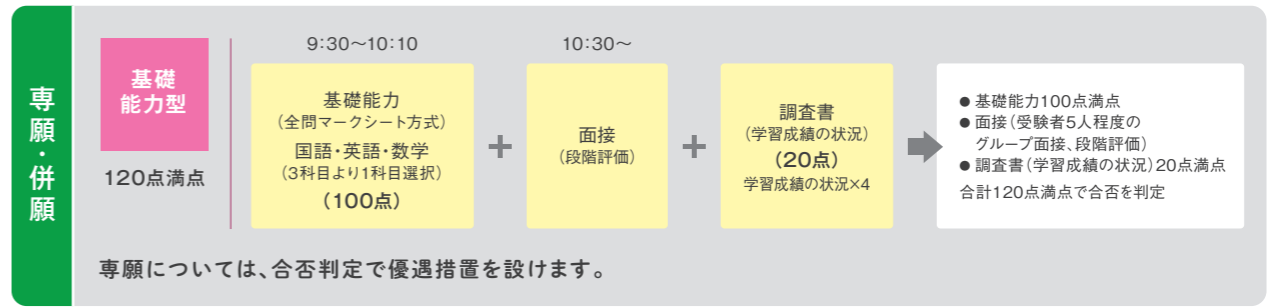 専願・併願
基礎
能力型
120点満点
9:30〜10:10
基礎能力
(全問マークシート方式)
国語・英語・数学
(3科目より1科目選択)
(100点)
+
10:30〜
面接
(段階評価)
+
調査書
(学習成績の状況)
(20点)
学習成績の状況×4
● 基礎能力100点満点
● 面接(受験者5人程度の
グループ面接、段階評価)
● 調査書(学習成績の状況)20点満点
合計120点満点で合否を判定
専願については、合否判定で優遇措置を設けます。